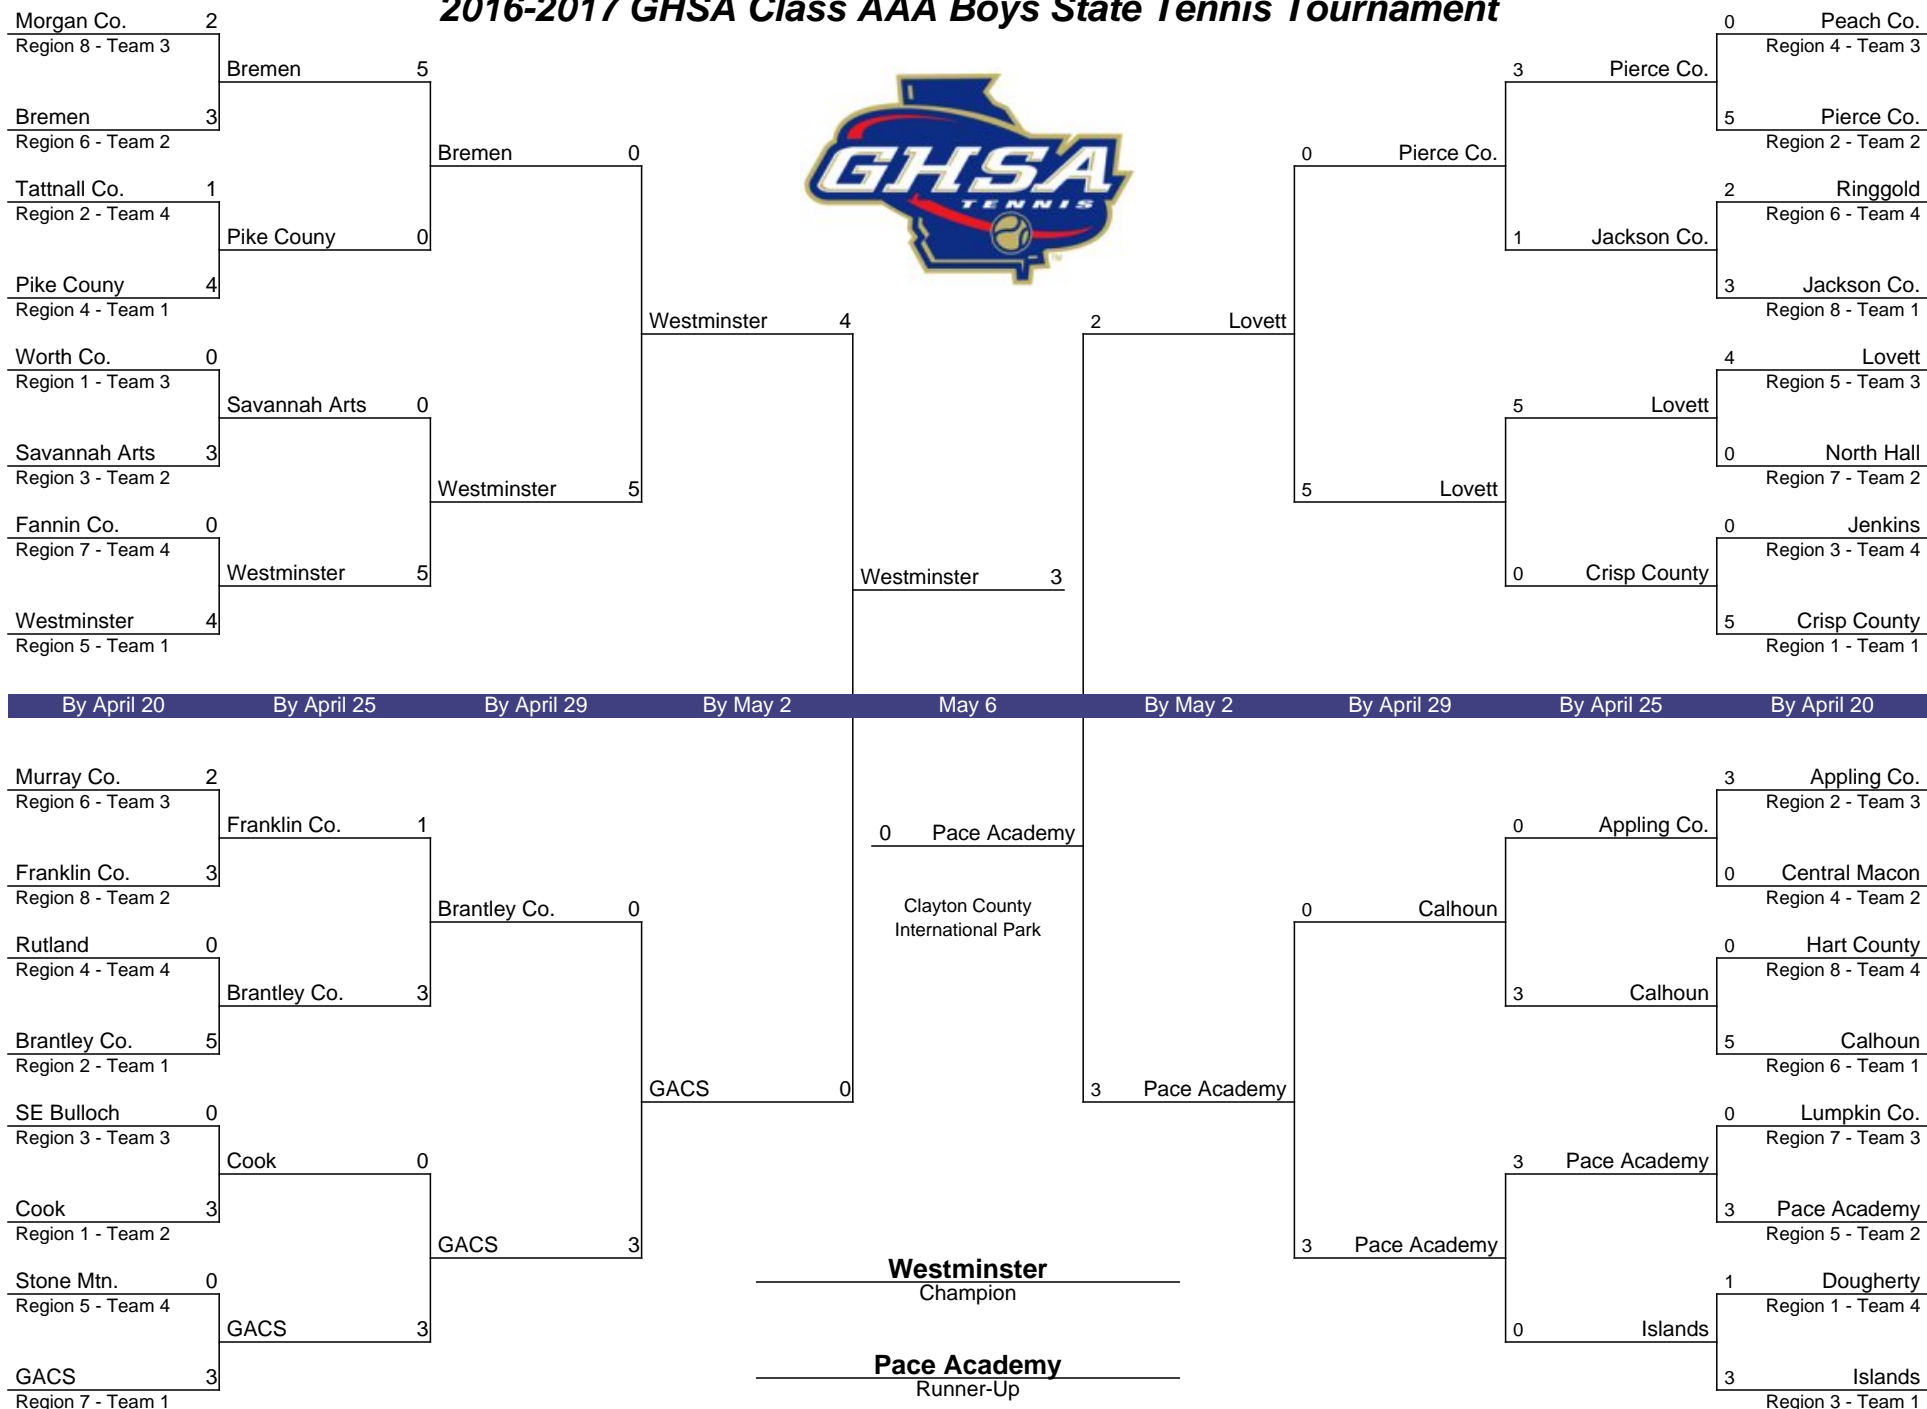 2016-2017 GHSA Class AAA Boys State Tennis Tournament
Morgan Co. 2
Region 8 - Team 3
Bremen 3
Region 6 - Team 2
Tattnall Co. 1
Region 2 - Team 4
Pike Couny 4
Region 4 - Team 1
Worth Co. 0
Region 1 - Team 3
Savannah Arts 3
Region 3 - Team 2
Fannin Co. 0
Region 7 - Team 4
Westminster 4
Region 5 - Team 1
Bremen 5
Pike Couny 0
Savannah Arts 0
Westminster 5
Bremen 0
Westminster 5
Westminster 4
Westminster 3
GHSA
TENNIS
TM
2 Lovett
0 Pierce Co.
5 Lovett
3 Pierce Co.
1 Jackson Co.
5 Lovett
0 Crisp County
0 Peach Co.
Region 4 - Team 3
5 Pierce Co.
Region 2 - Team 2
2 Ringgold
Region 6 - Team 4
3 Jackson Co.
Region 8 - Team 1
4 Lovett
Region 5 - Team 3
0 North Hall
Region 7 - Team 2
0 Jenkins
Region 3 - Team 4
5 Crisp County
Region 1 - Team 1
By April 20 By April 25 By April 29 By May 2 May 6 By May 2 By April 29 By April 25 By April 20
Murray Co. 2
Region 6 - Team 3
Franklin Co. 3
Region 8 - Team 2
Rutland 0
Region 4 - Team 4
Brantley Co. 5
Region 2 - Team 1
SE Bulloch 0
Region 3 - Team 3
Cook 3
Region 1 - Team 2
Stone Mtn. 0
Region 5 - Team 4
GACS 3
Region 7 - Team 1
Franklin Co. 1
Brantley Co. 3
Cook 0
GACS 3
Brantley Co. 0
GACS 3
GACS 0
0 Pace Academy
Clayton County
International Park
Westminster
Champion
Pace Academy
Runner-Up
3 Pace Academy
0 Calhoun
3 Pace Academy
0 Appling Co.
3 Calhoun
3 Pace Academy
0 Islands
3 Appling Co.
Region 2 - Team 3
0 Central Macon
Region 4 - Team 2
0 Hart County
Region 8 - Team 4
5 Calhoun
Region 6 - Team 1
0 Lumpkin Co.
Region 7 - Team 3
3 Pace Academy
Region 5 - Team 2
1 Dougherty
Region 1 - Team 4
3 Islands
Region 3 - Team 1